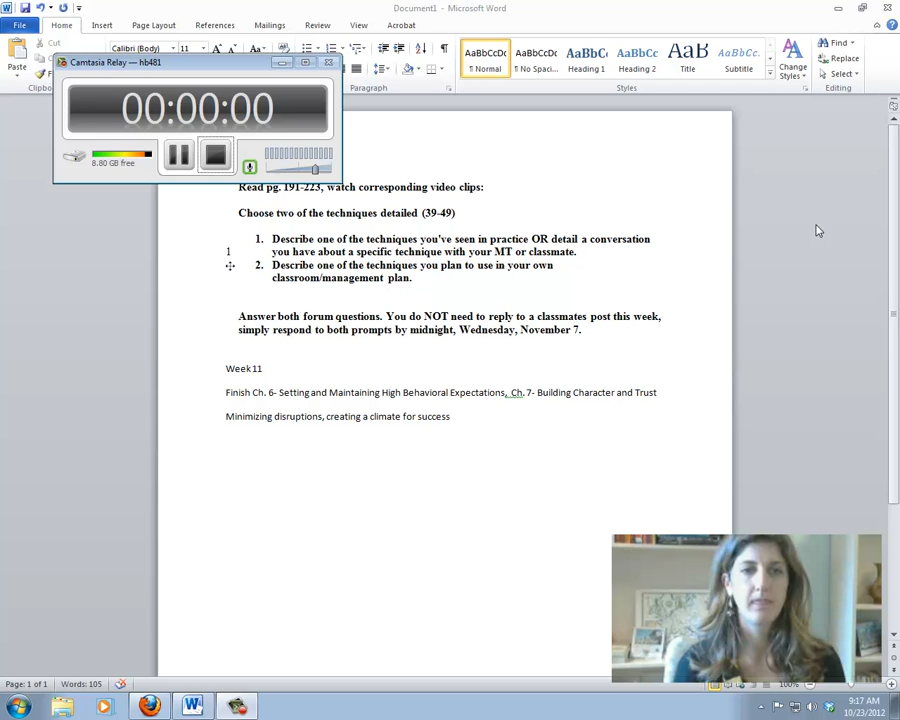 Document1 - Microsoft Word
File Home Insert Page Layout References Mailings Review View Acrobat
Cut
Paste
Calibri (Body) 11
AaBbCcDc AaBbCcDc AaBbC AaBbCc AaB AaBbCc.
¶ Normal ¶ No Spaci... Heading 1 Heading 2 Title Subtitle
Change
Styles
Find
Replace
Select
Paragraph Styles Editing
Camtasia Relay — hb481
00:00:00
8.80 GB free
Read pg. 191-223, watch corresponding video clips:
Choose two of the techniques detailed (39-49)
1. Describe one of the techniques you've seen in practice OR detail a conversation
1 you have about a specific technique with your MT or classmate.
2. Describe one of the techniques you plan to use in your own
classroom/management plan.
Answer both forum questions. You do NOT need to reply to a classmates post this week,
simply respond to both prompts by midnight, Wednesday, November 7.
Week 11
Finish Ch. 6- Setting and Maintaining High Behavioral Expectations, Ch. 7- Building Character and Trust
Minimizing disruptions, creating a climate for success
Page: 1 of 1 Words: 105 100%
9:17 AM
10/23/2012